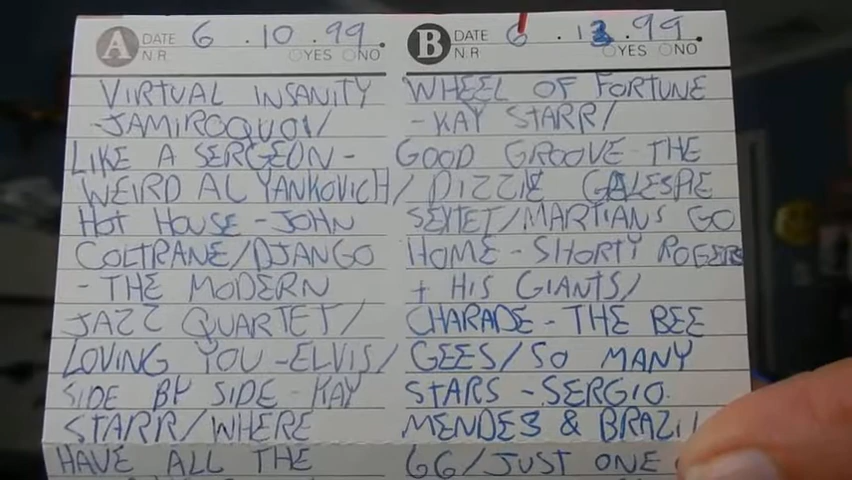 A DATE 6 . 10 . 99
N.R. YES NO
VIRTUAL INSANITY
-JAMIROQUOI/
LIKE A SERGEON -
WEIRD AL YANKOVICH/
HOT HOUSE - JOHN
COLTRANE/DJANGO
- THE MODERN
JAZZ QUARTET/
LOVING YOU - ELVIS/
SIDE BY SIDE - KAY
STARR/WHERE
HAVE ALL THE
B DATE 6 . 13 . 99
N.R. YES NO
WHEEL OF FORTUNE
- KAY STARR/
GOOD GROOVE - THE
DIZZIE GALESPIE
SEXTET/MARTIANS GO
HOME - SHORTY ROGERS
+ HIS GIANTS/
CHARADE - THE BEE
GEES/SO MANY
STARS - SERGIO
MENDES & BRAZIL
66/JUST ONE